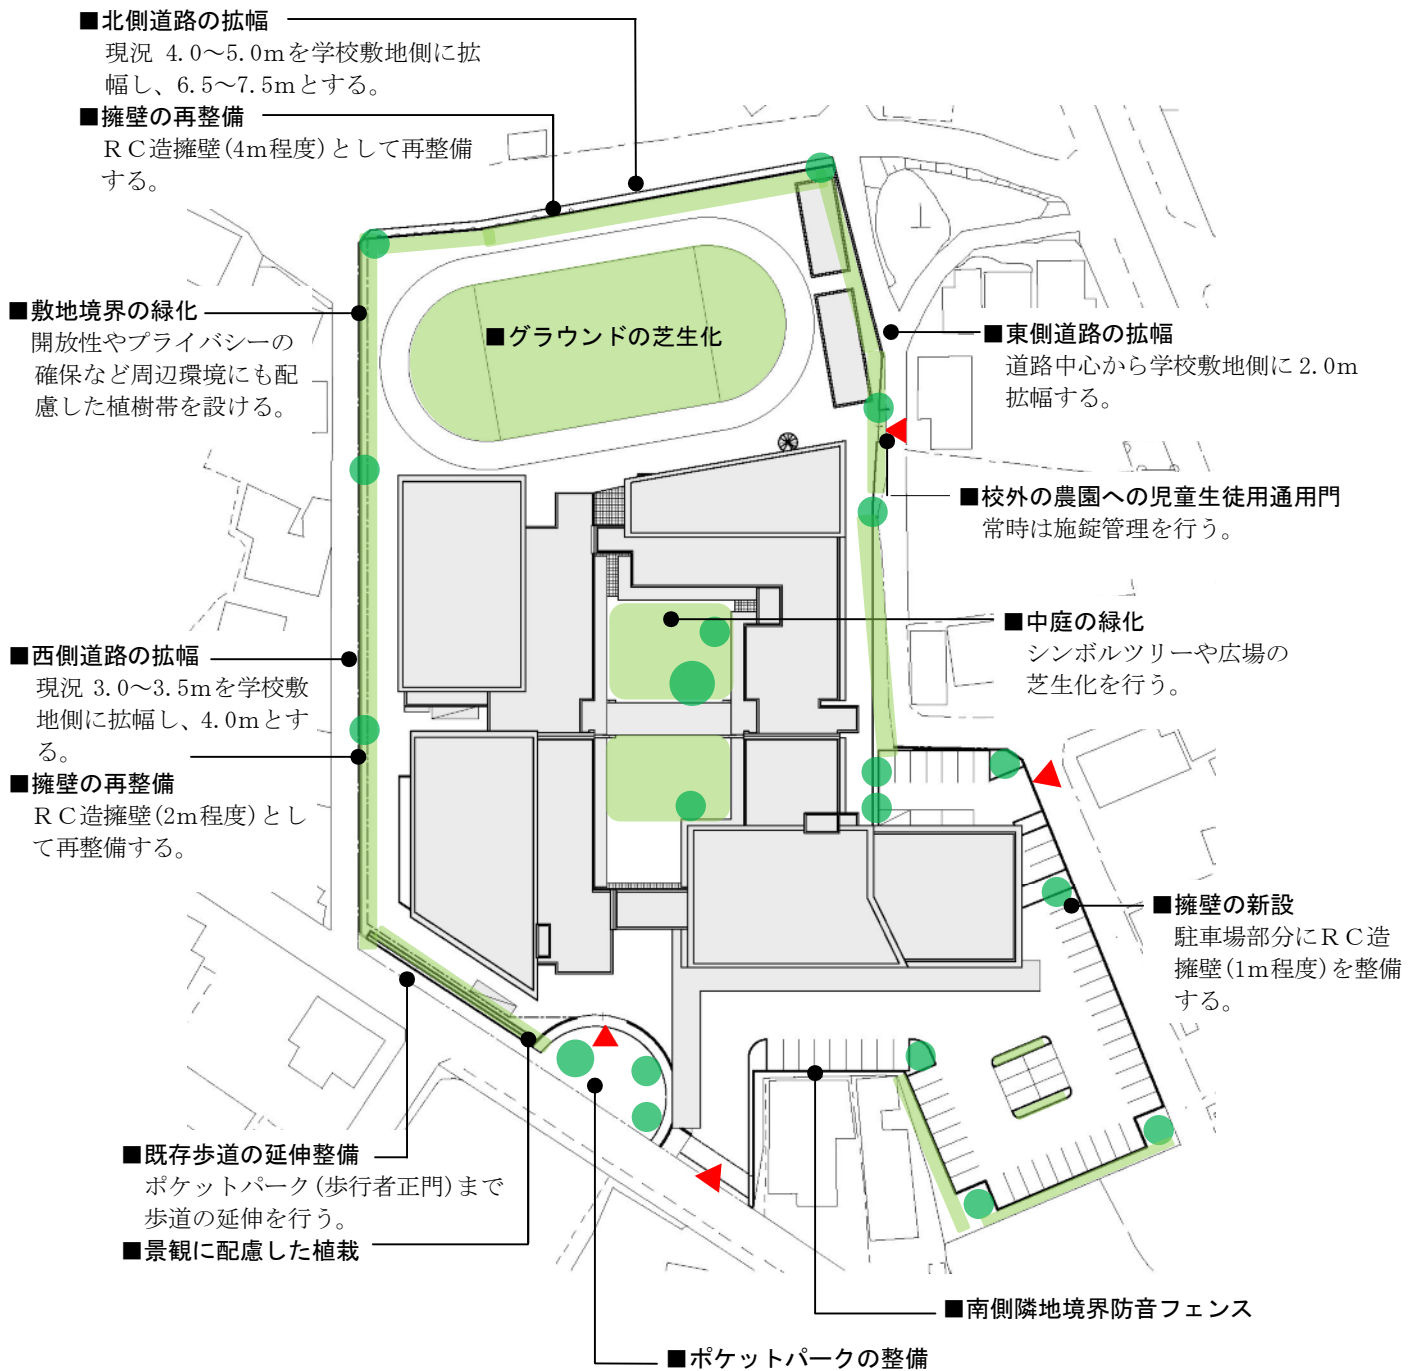 ■北側道路の拡幅
現況 4.0～5.0mを学校敷地側に拡
幅し、6.5～7.5mとする。
■擁壁の再整備
ＲＣ造擁壁(4m程度)として再整備
する。
■敷地境界の緑化
開放性やプライバシーの
確保など周辺環境にも配
慮した植樹帯を設ける。
■グラウンドの芝生化
■東側道路の拡幅
道路中心から学校敷地側に 2.0m
拡幅する。
■校外の農園への児童生徒用通用門
常時は施錠管理を行う。
■中庭の緑化
シンボルツリーや広場の
芝生化を行う。
■西側道路の拡幅
現況 3.0～3.5mを学校敷
地側に拡幅し、4.0mとす
る。
■擁壁の再整備
ＲＣ造擁壁(2m程度)とし
て再整備する。
■擁壁の新設
駐車場部分にＲＣ造
擁壁(1m程度)を整備
する。
■既存歩道の延伸整備
ポケットパーク(歩行者正門)まで
歩道の延伸を行う。
■景観に配慮した植栽
■南側隣地境界防音フェンス
■ポケットパークの整備